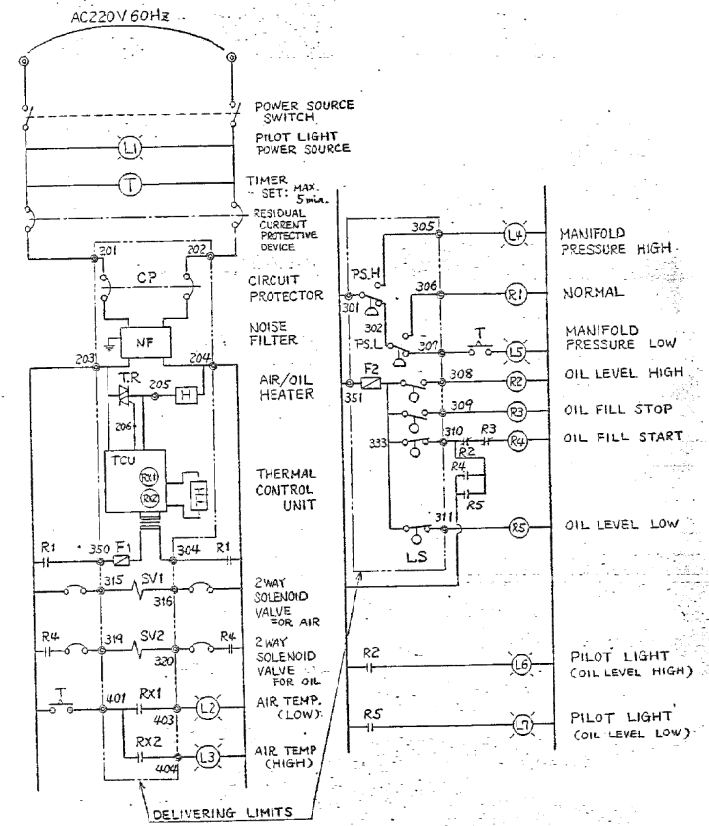 AC220V 60Hz
POWER SOURCE
SWITCH
L1
PILOT LIGHT
POWER SOURCE
T
TIMER
SET: MAX.
5min.
RESIDUAL
CURRENT
PROTECTIVE
DEVICE
201
202
CP
CIRCUIT
PROTECTOR
NF
NOISE
FILTER
203
204
T.R
205
H
AIR/OIL
HEATER
206
TCU
RX1
RX2
TH
THERMAL
CONTROL
UNIT
R1
350
F1
304
R1
315
SV1
316
2WAY
SOLENOID
VALVE
FOR AIR
R4
319
SV2
320
R4
2WAY
SOLENOID
VALVE
FOR OIL
T
401
RX1
403
L2
AIR TEMP.
(LOW)
RX2
404
L3
AIR TEMP
(HIGH)
DELIVERING LIMITS
305
L4
MANIFOLD
PRESSURE HIGH
PS.H
301
306
R1
NORMAL
302
PS.L
307
T
L5
MANIFOLD
PRESSURE LOW
351
F2
308
R2
OIL LEVEL HIGH
309
R3
OIL FILL STOP
333
310
R2
R3
R4
OIL FILL START
R4
R5
311
R5
OIL LEVEL LOW
LS
R2
L6
PILOT LIGHT
(OIL LEVEL HIGH)
R5
L7
PILOT LIGHT
(OIL LEVEL LOW)